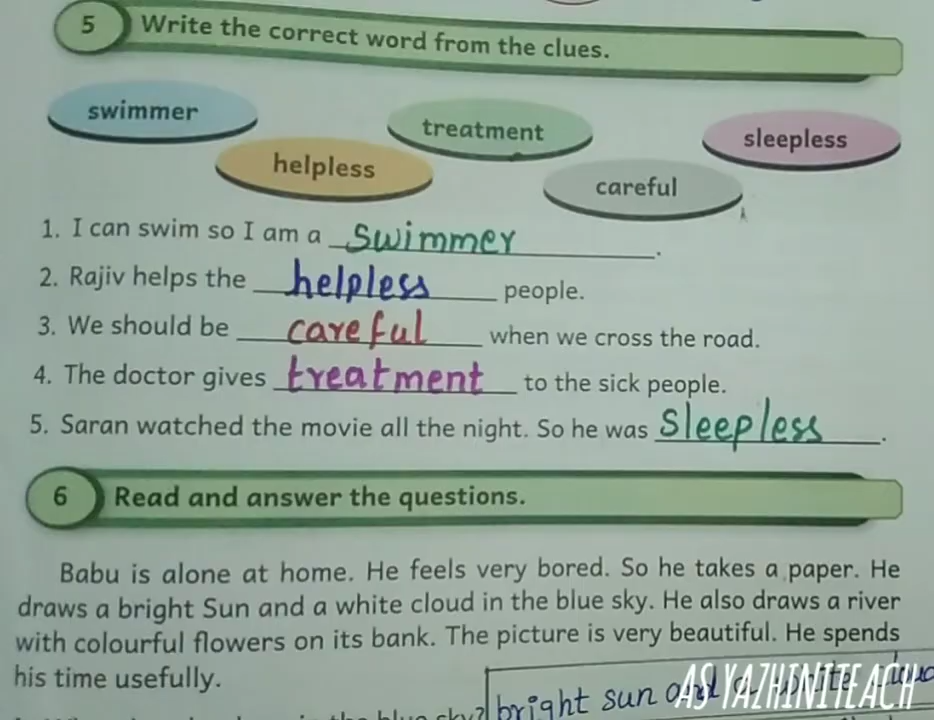 5 Write the correct word from the clues.
swimmer
treatment
sleepless
helpless
careful
1. I can swim so I am a swimmer.
2. Rajiv helps the helpless people.
3. We should be careful when we cross the road.
4. The doctor gives treatment to the sick people.
5. Saran watched the movie all the night. So he was Sleepless.
6 Read and answer the questions.
Babu is alone at home. He feels very bored. So he takes a paper. He
draws a bright Sun and a white cloud in the blue sky. He also draws a river
with colourful flowers on its bank. The picture is very beautiful. He spends
his time usefully.
the blue sky? bright sun and a white
AS YAZHINITEACH